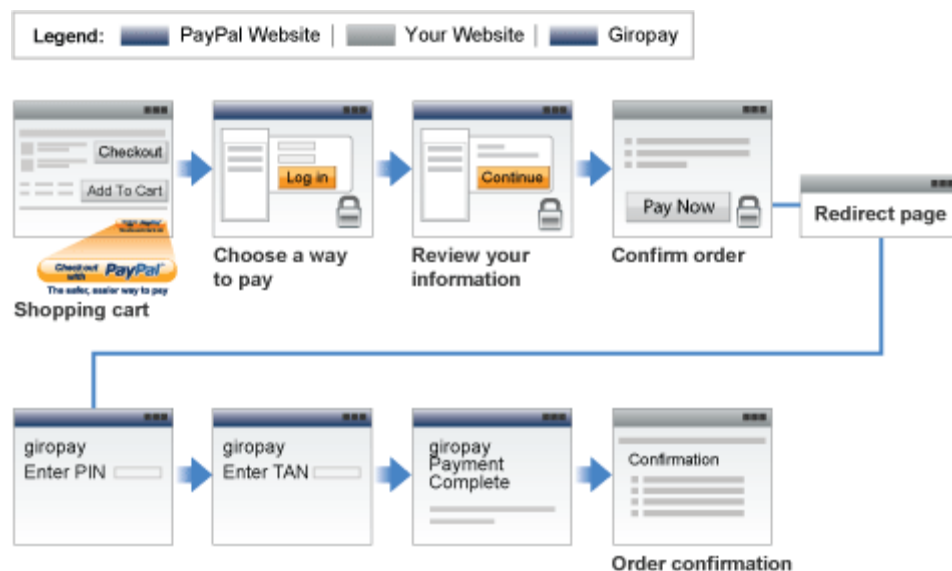 Legend: PayPal Website | Your Website | Giropay
Checkout
Add To Cart
Checkout with PayPal
The safer, easier way to pay
Shopping cart
Log in
Choose a way
to pay
Continue
Review your
information
Pay Now
Confirm order
Redirect page
giropay
Enter PIN
giropay
Enter TAN
giropay
Payment
Complete
Confirmation
Order confirmation